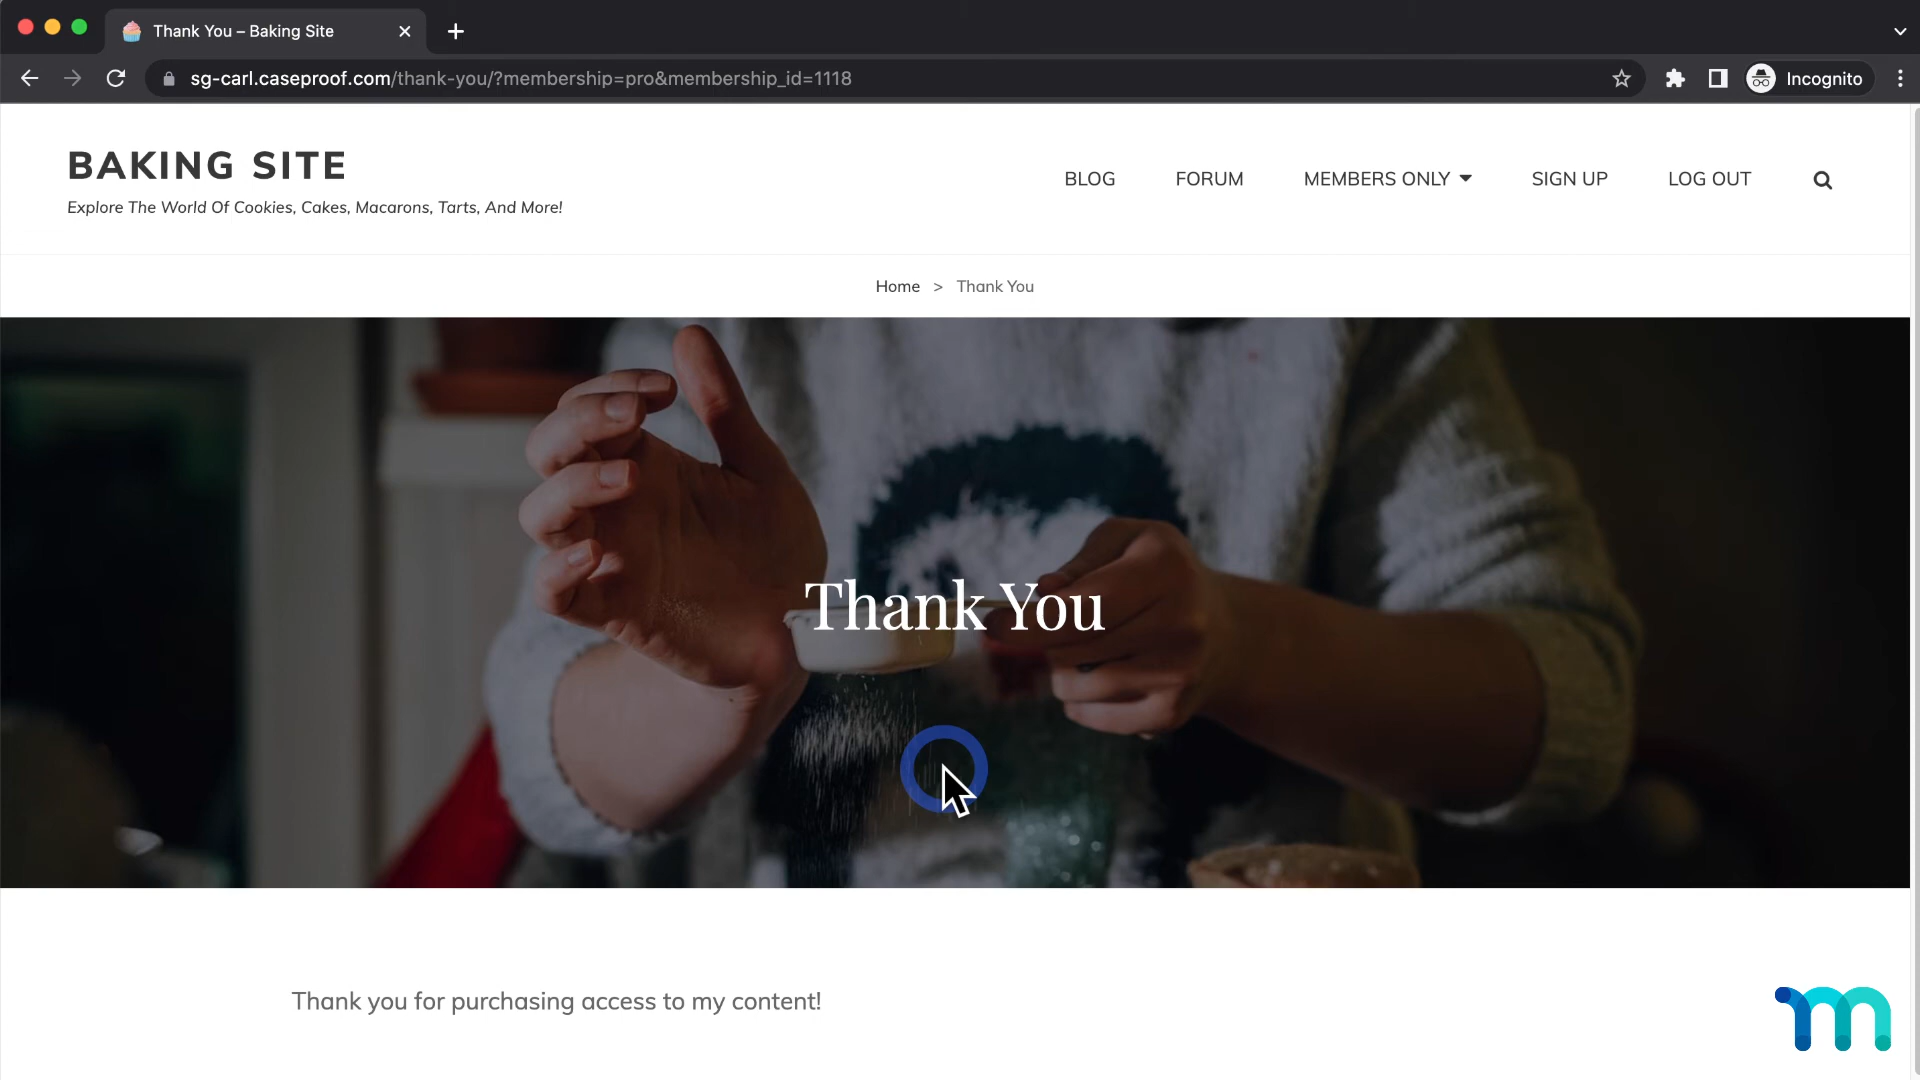 Thank You – Baking Site
sg-carl.caseproof.com/thank-you/?membership=pro&membership_id=1118
Incognito
BAKING SITE
Explore The World Of Cookies, Cakes, Macarons, Tarts, And More!
BLOG
FORUM
MEMBERS ONLY
SIGN UP
LOG OUT
Home > Thank You
Thank You
Thank you for purchasing access to my content!